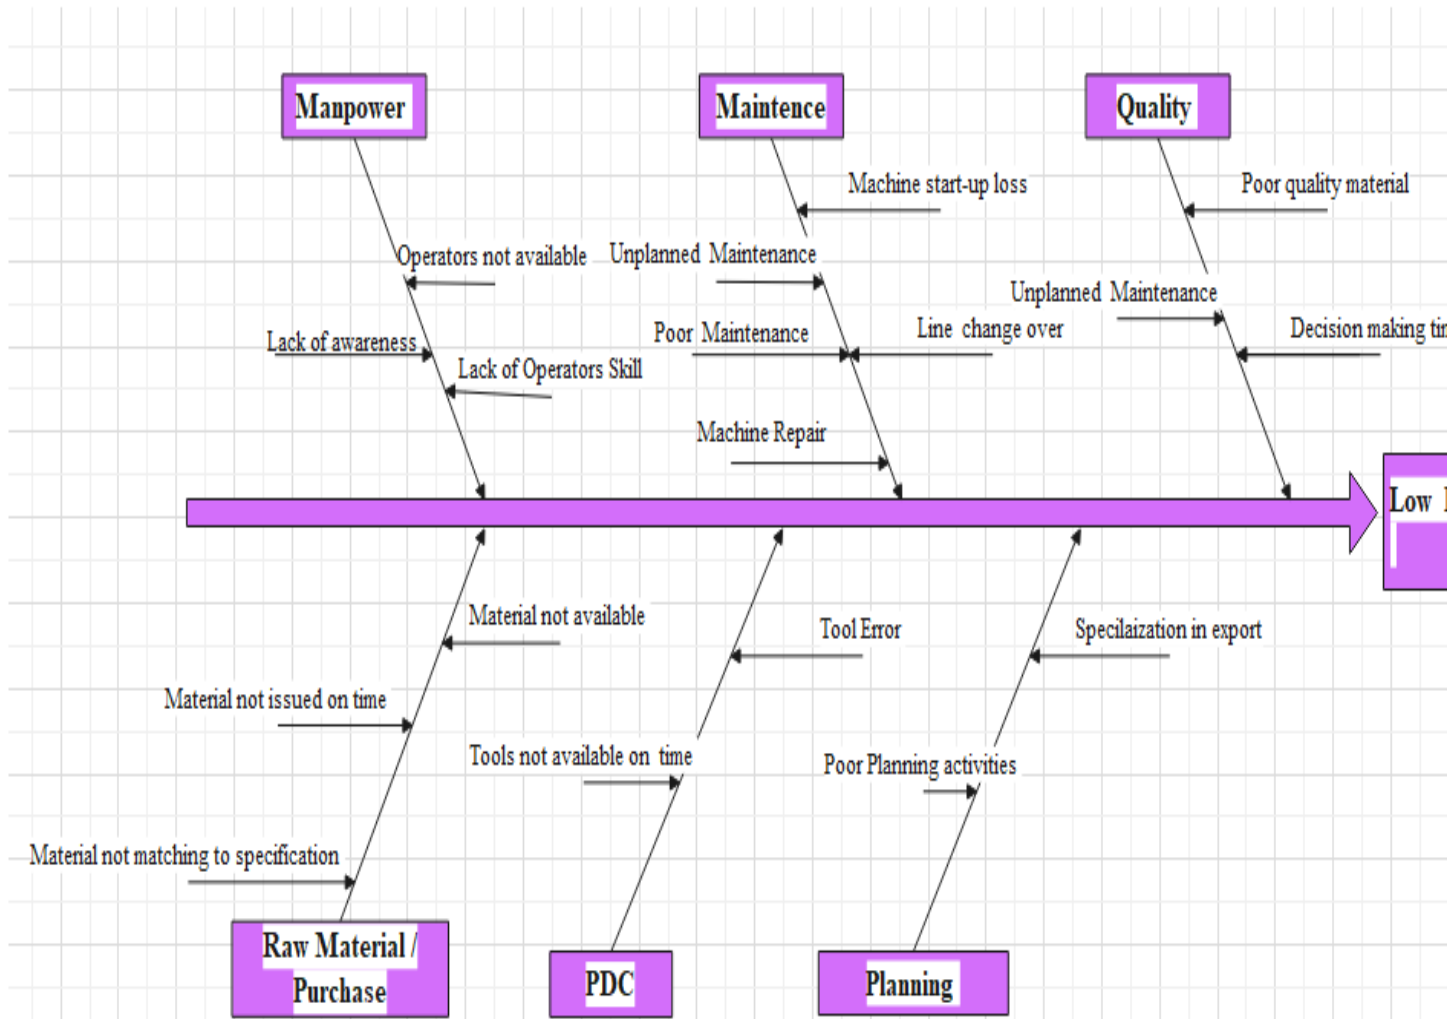 Manpower
Maintence
Quality
Machine start-up loss
Poor quality material
Operators not available
Unplanned Maintenance
Unplanned Maintenance
Lack of awareness
Poor Maintenance
Line change over
Decision making
Lack of Operators Skill
Machine Repair
Low
Material not available
Tool Error
Specilaization in export
Material not issued on time
Tools not available on time
Poor Planning activities
Material not matching to specification
Raw Material /
Purchase
PDC
Planning